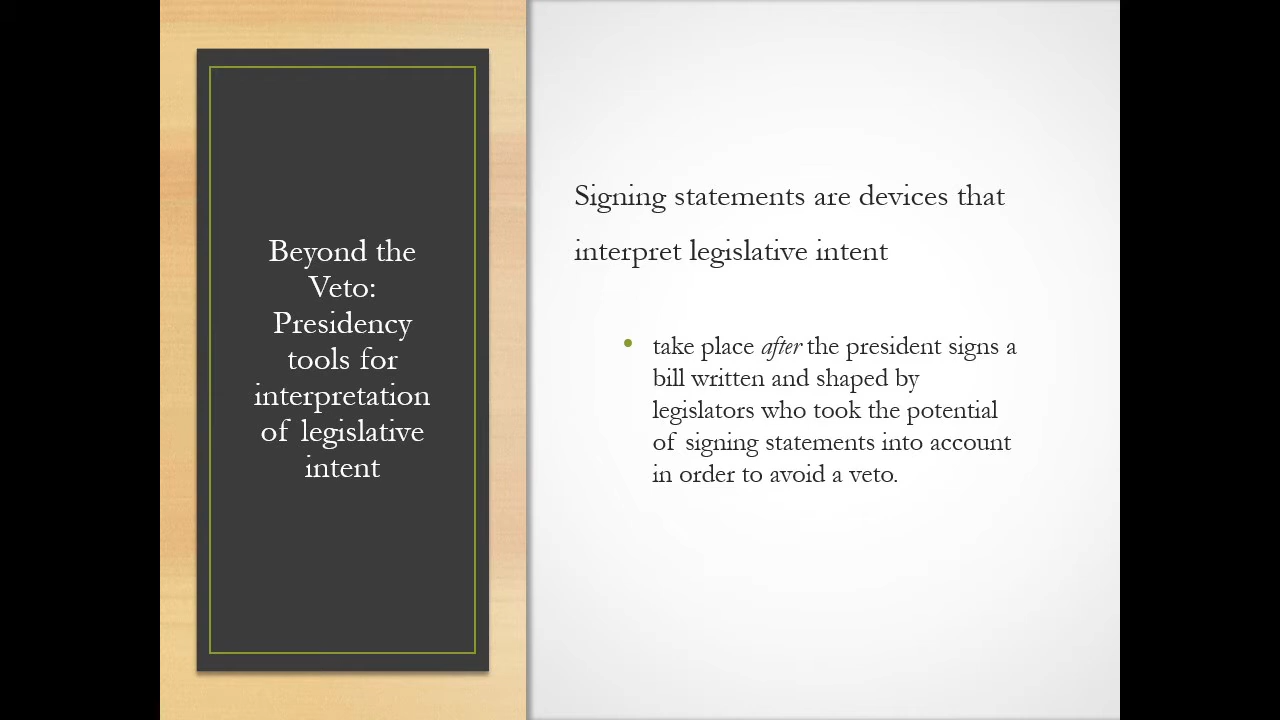 Beyond the
Veto:
Presidency
tools for
interpretation
of legislative
intent
Signing statements are devices that
interpret legislative intent
• take place after the president signs a
bill written and shaped by
legislators who took the potential
of signing statements into account
in order to avoid a veto.